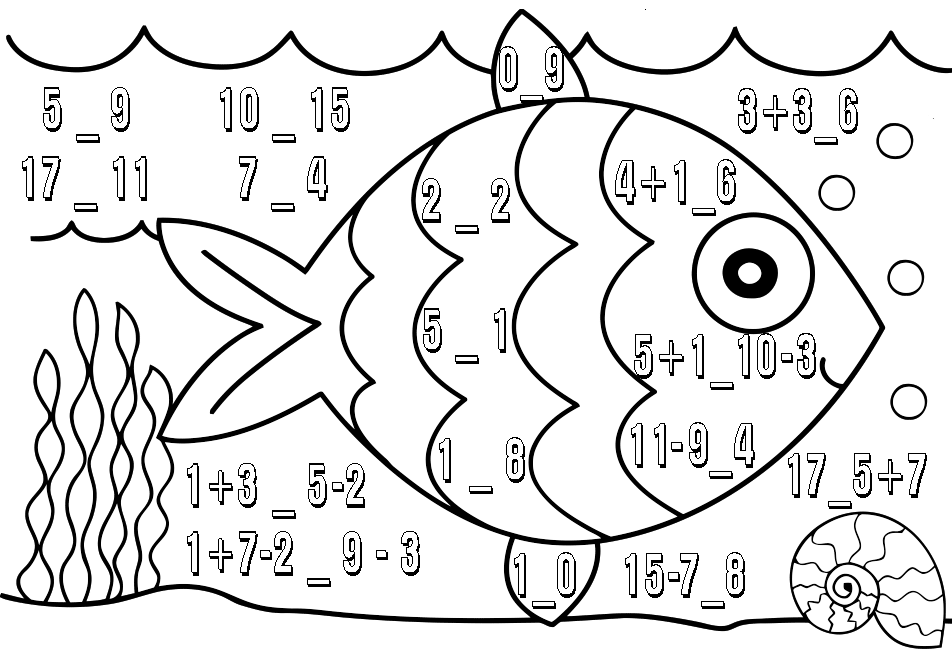 0_9
5 _ 9
10 _ 15
3+3_6
17 _ 11
7 _ 4
2 _ 2
4+1_6
5 _ 1
5+1_10-3
1 _ 8
11-9_4
17_5+7
1+3 _ 5-2
1+7-2 _ 9 - 3
1_0
15-7_8